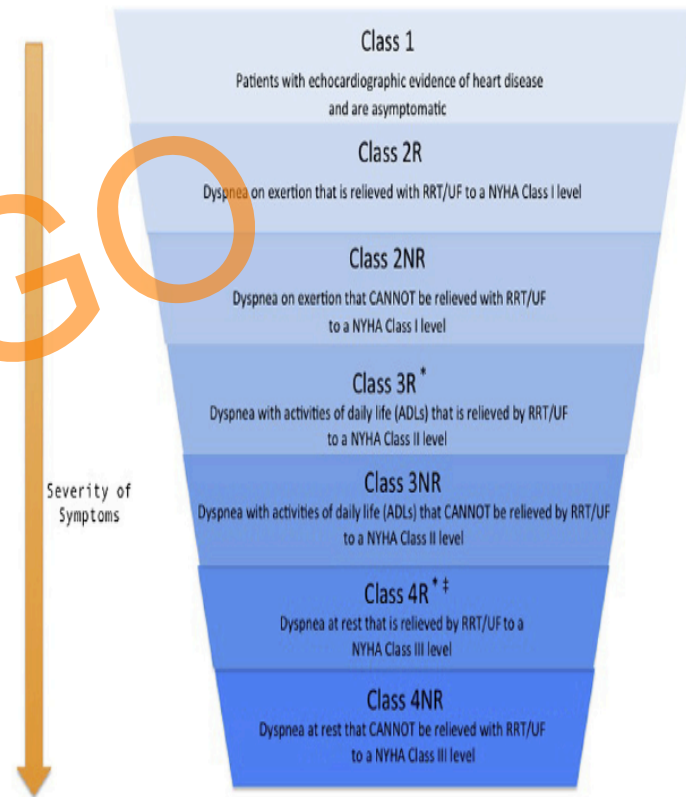 Class 1
Patients with echocardiographic evidence of heart disease
and are asymptomatic
Class 2R
Dyspnea on exertion that is relieved with RRT/UF to a NYHA Class I level
Class 2NR
Dyspnea on exertion that CANNOT be relieved with RRT/UF
to a NYHA Class I level
Class 3R *
Dyspnea with activities of daily life (ADLs) that is relieved by RRT/UF
to a NYHA Class II level
Class 3NR
Dyspnea with activities of daily life (ADLs) that CANNOT be relieved by RRT/UF
to a NYHA Class II level
Class 4R * ‡
Dyspnea at rest that is relieved by RRT/UF to a
NYHA Class III level
Class 4NR
Dyspnea at rest that CANNOT be relieved with RRT/UF
to a NYHA Class III level
Severity of
Symptoms
GO